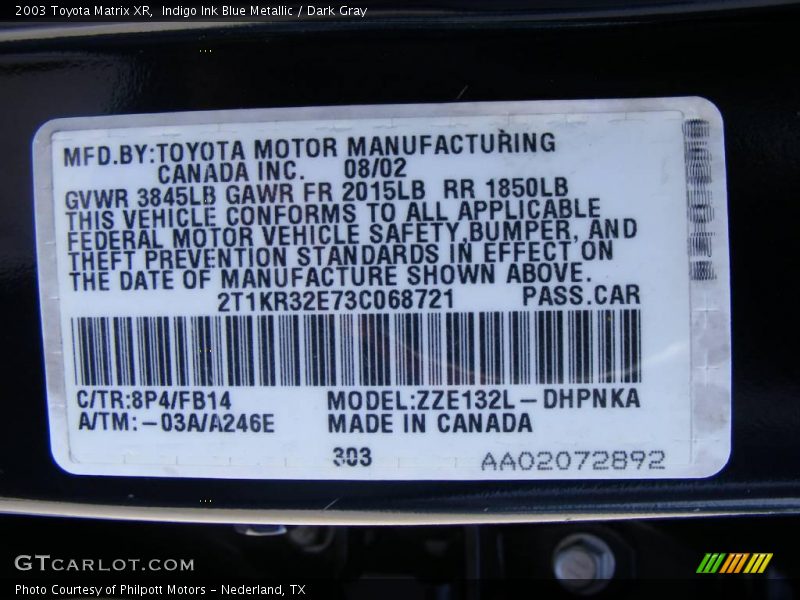 2003 Toyota Matrix XR,  Indigo Ink Blue Metallic / Dark Gray
MFD.BY:TOYOTA MOTOR MANUFACTURING
CANADA INC. 08/02
GVWR 3845LB GAWR FR 2015LB RR 1850LB
THIS VEHICLE CONFORMS TO ALL APPLICABLE
FEDERAL MOTOR VEHICLE SAFETY,BUMPER, AND
THEFT PREVENTION STANDARDS IN EFFECT ON
THE DATE OF MANUFACTURE SHOWN ABOVE.
2T1KR32E73C068721 PASS.CAR
C/TR:8P4/FB14 MODEL:ZZE132L-DHPNKA
A/TM:-03A/A246E MADE IN CANADA
303 AA02072892
GTCARLOT.COM
Photo Courtesy of Philpott Motors - Nederland, TX